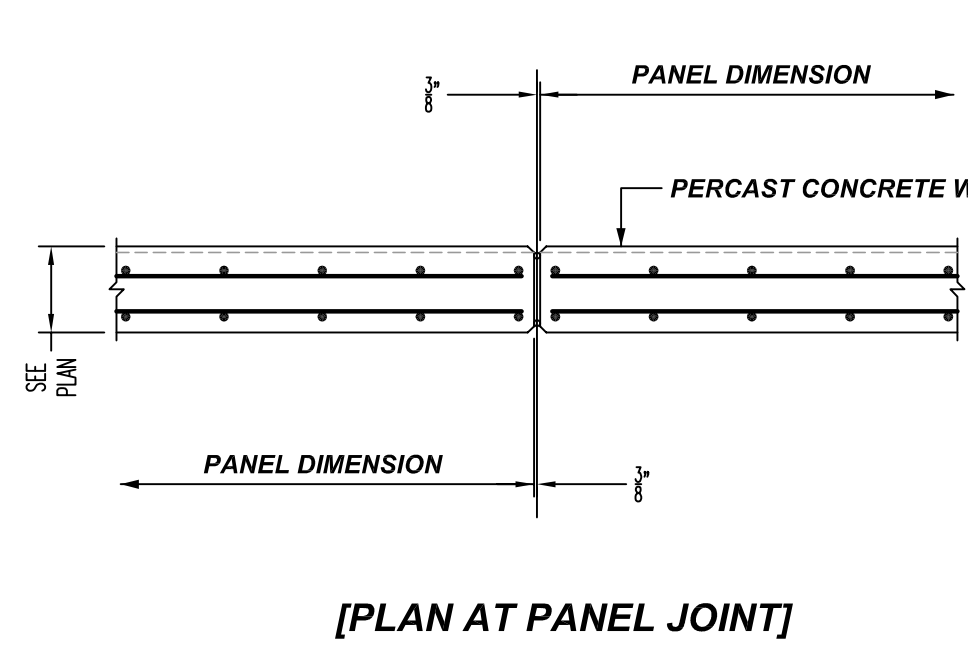 PANEL DIMENSION
3/8"
PERCAST CONCRETE W
SEE
PLAN
PANEL DIMENSION
3/8"
[PLAN AT PANEL JOINT]